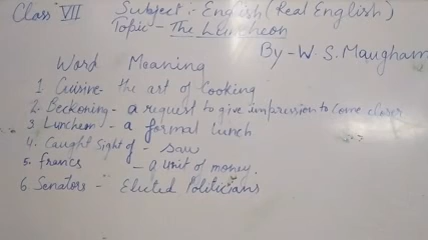 Class VII Subject:- English (Real English)
Topic - The Luncheon
By - W. S. Maugham
Word Meaning
1 Cuisine - the art of Cooking
2. Beckoning - a request to give impression to come closer
3 Luncheon - a formal lunch
4. Caught Sight of - saw
5. francs - a unit of money.
6. Senators - Elected Politicians